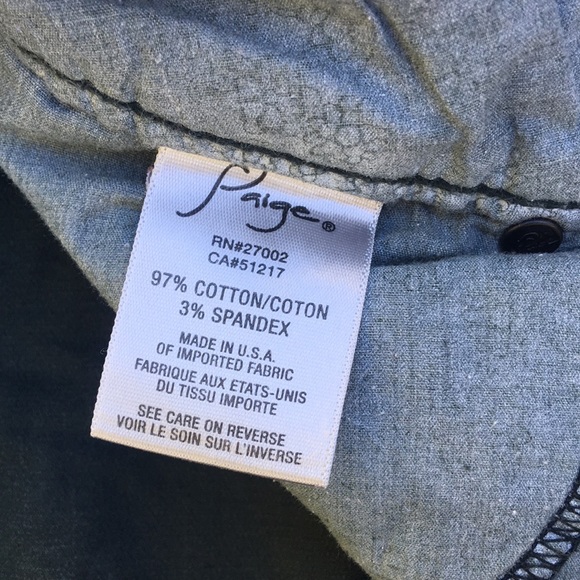 Paige®
RN#27002
CA#51217
97% COTTON/COTON
3% SPANDEX
MADE IN U.S.A.
OF IMPORTED FABRIC
FABRIQUE AUX ETATS-UNIS
DU TISSU IMPORTE
SEE CARE ON REVERSE
VOIR LE SOIN SUR L'INVERSE